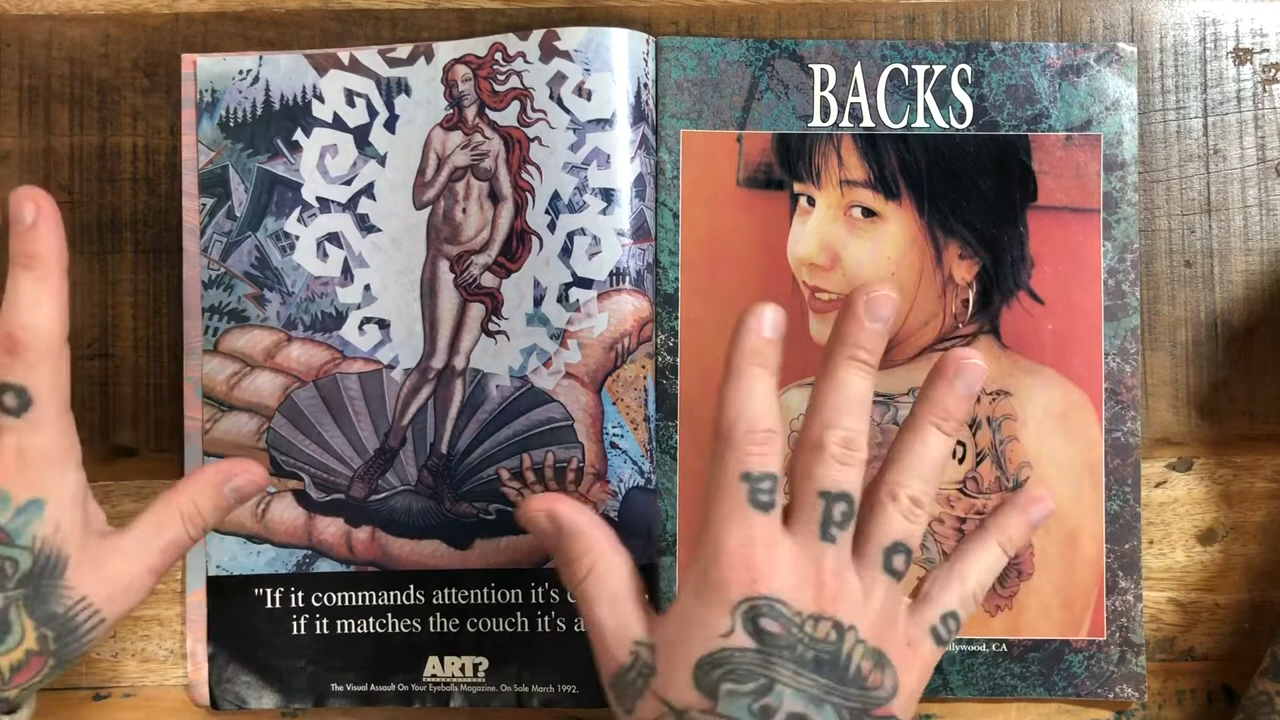 "If it commands attention it's
if it matches the couch it's a
ART?
ALTERNATIVES
The Visual Assault On Your Eyeballs Magazine. On Sale March 1992.
BACKS
llywood, CA